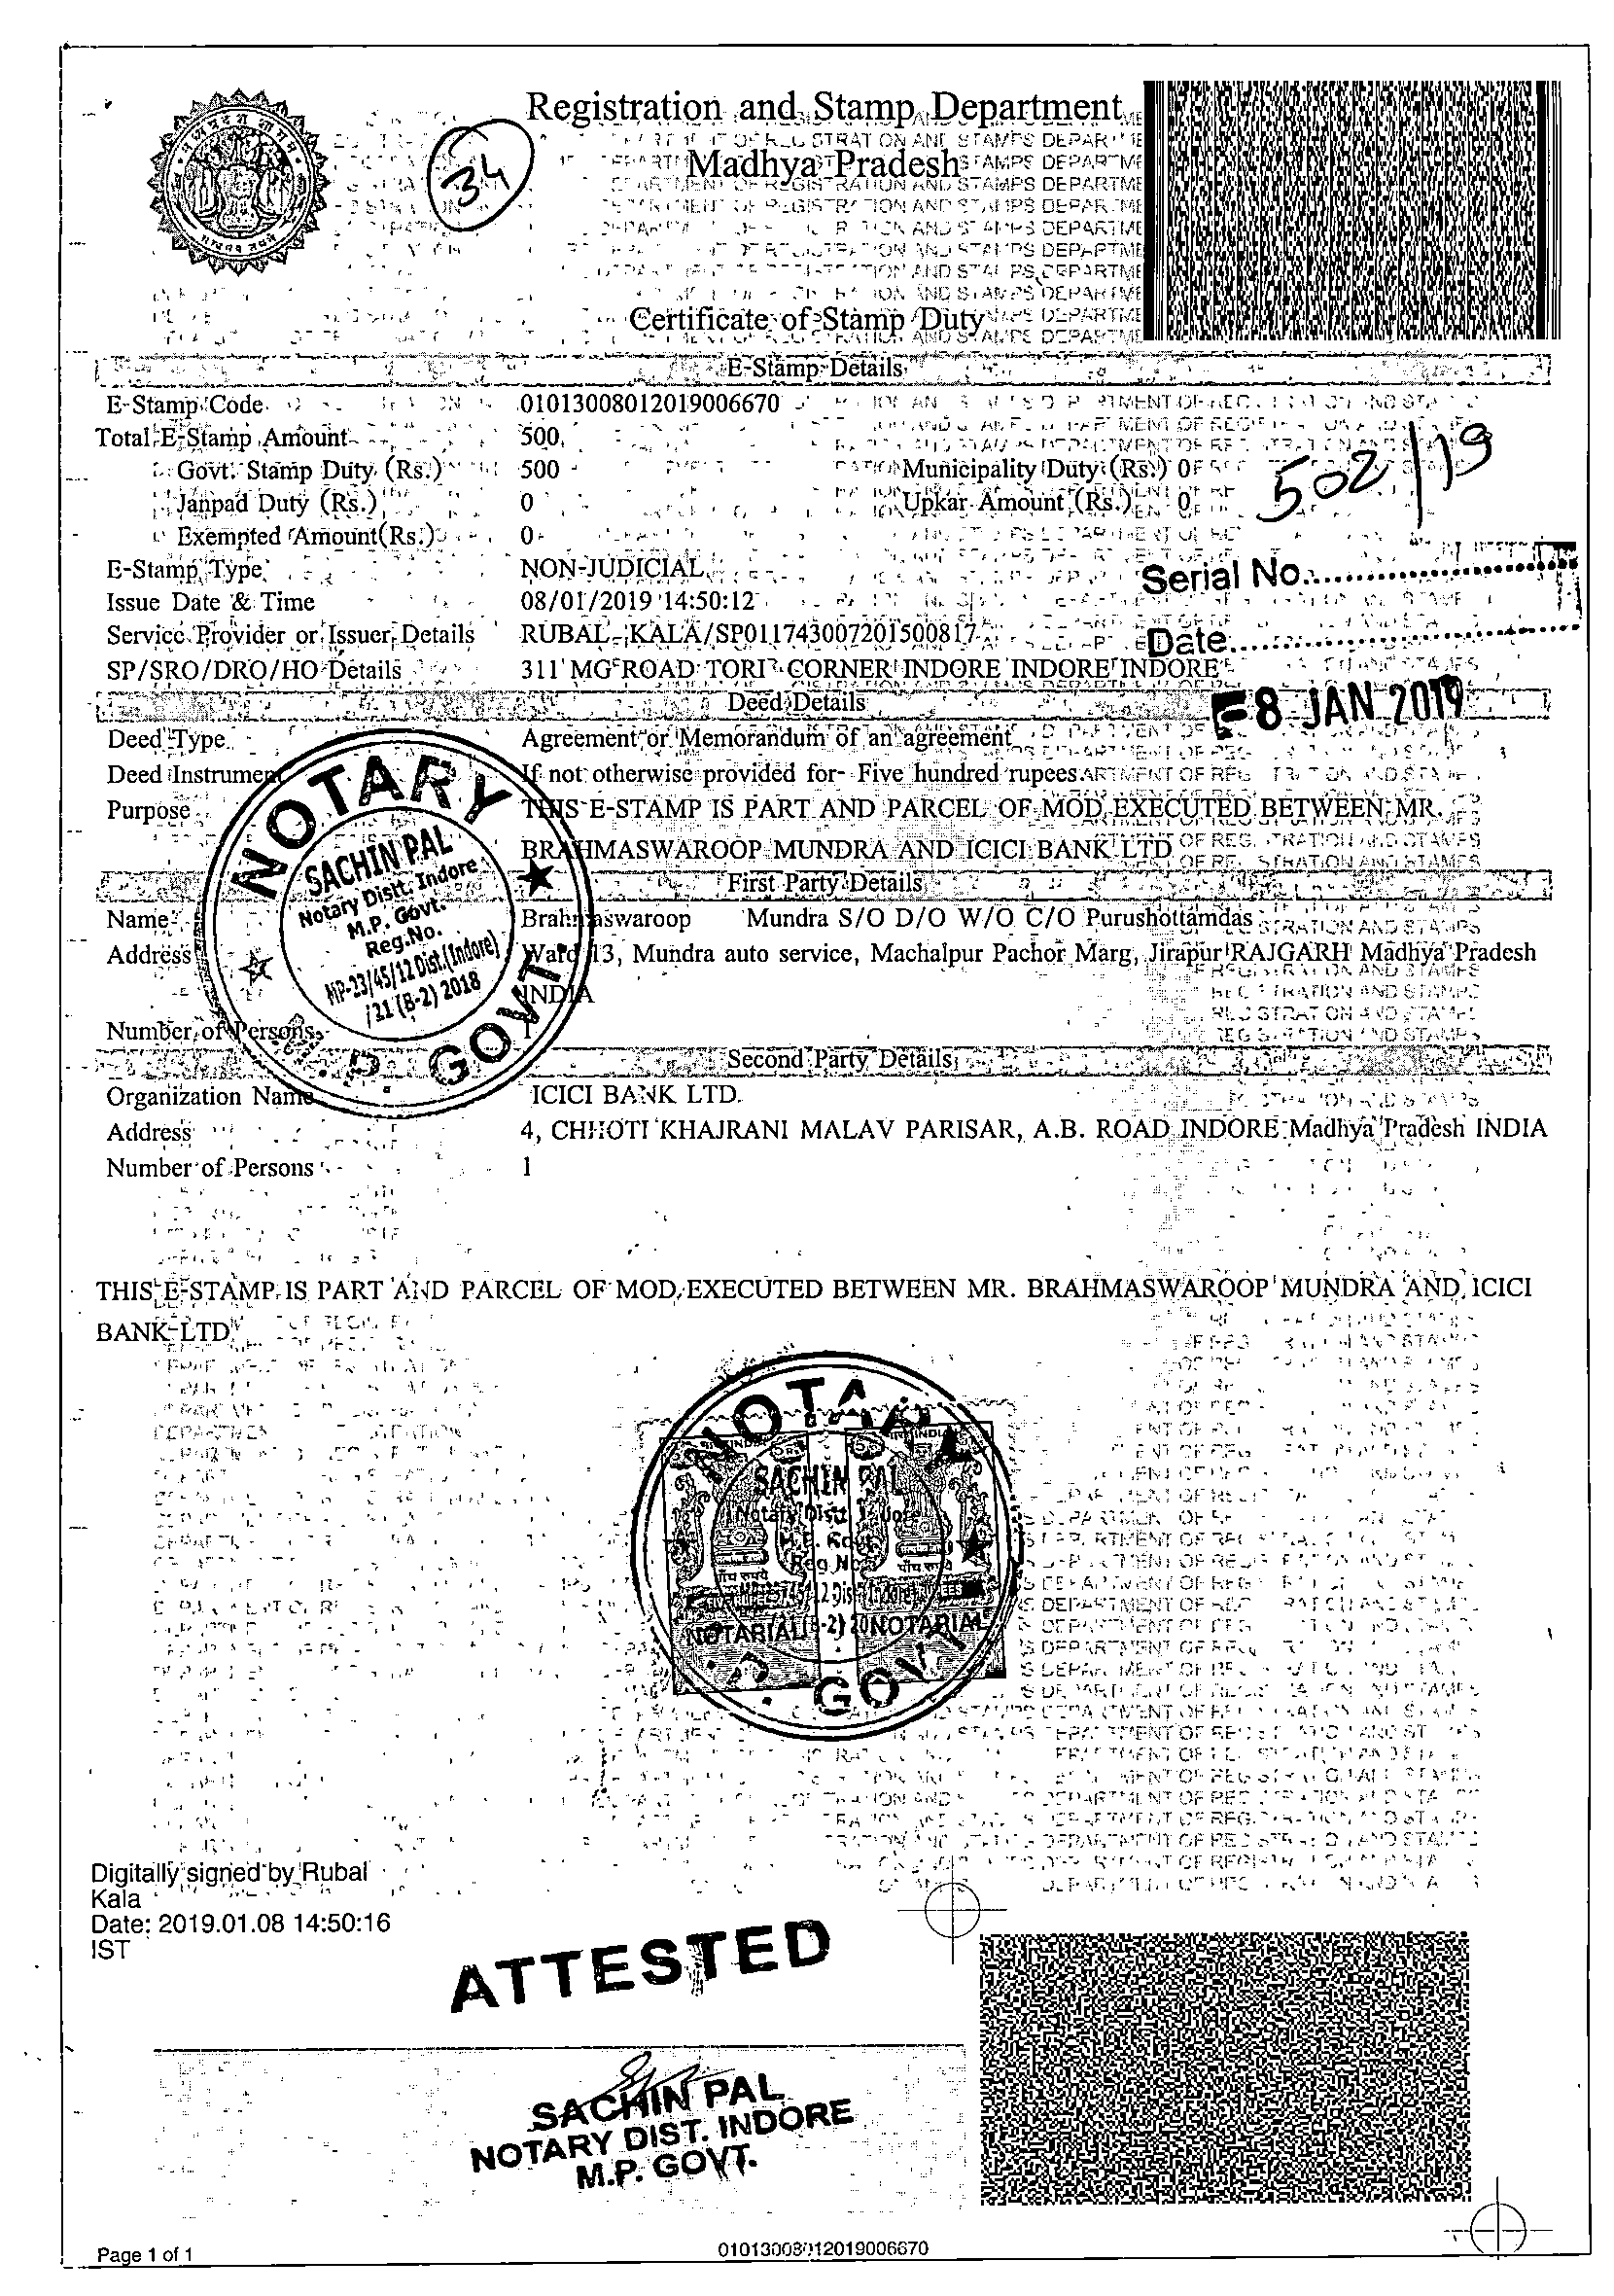 Registration and Stamp Department
Madhya Pradesh
34
Certificate of Stamp Duty
E-Stamp Details
E-Stamp Code 01013008012019006670
Total E-Stamp Amount 500
Govt. Stamp Duty (Rs.) 500 Municipality Duty (Rs.) 0
502/19
Janpad Duty (Rs.) 0 Upkar Amount (Rs.) 0
Exempted Amount(Rs.) 0
E-Stamp Type NON-JUDICIAL
Serial No.
Issue Date & Time 08/01/2019 14:50:12
Service Provider or Issuer Details RUBAL KALA/SP011743007201500817
Date
SP/SRO/DRO/HO Details 311 MG ROAD TORI CORNER INDORE INDORE INDORE
8 JAN 2019
Deed Details
Deed Type Agreement or Memorandum of an agreement
Deed Instrument If not otherwise provided for- Five hundred rupees
Purpose THIS E-STAMP IS PART AND PARCEL OF MOD EXECUTED BETWEEN MR.
BRAHMASWAROOP MUNDRA AND ICICI BANK LTD
First Party Details
Name Brahmaswaroop Mundra S/O D/O W/O C/O Purushottamdas
Address Ward 13, Mundra auto service, Machalpur Pachor Marg, Jirapur RAJGARH Madhya Pradesh
INDIA
Number of Persons 1
NOTARY
SACHIN PAL
Notary Distt. Indore
M.P. Govt.
Reg.No.
MP-23/45/12 Dist.(Indore)
/21 (B-2) 2018
GOVT
Second Party Details
Organization Name ICICI BANK LTD.
Address 4, CHHOTI KHAJRANI MALAV PARISAR, A.B. ROAD INDORE Madhya Pradesh INDIA
Number of Persons 1
THIS E-STAMP IS PART AND PARCEL OF MOD EXECUTED BETWEEN MR. BRAHMASWAROOP MUNDRA AND ICICI
BANK LTD
SACHIN PAL
Notary Distt. Indore
NOTARIAL NOTARIAL
GOVT
Digitally signed by Rubal
Kala
Date: 2019.01.08 14:50:16
IST
ATTESTED
SACHIN PAL
NOTARY DIST. INDORE
M.P. GOVT.
Page 1 of 1
01013008012019006670